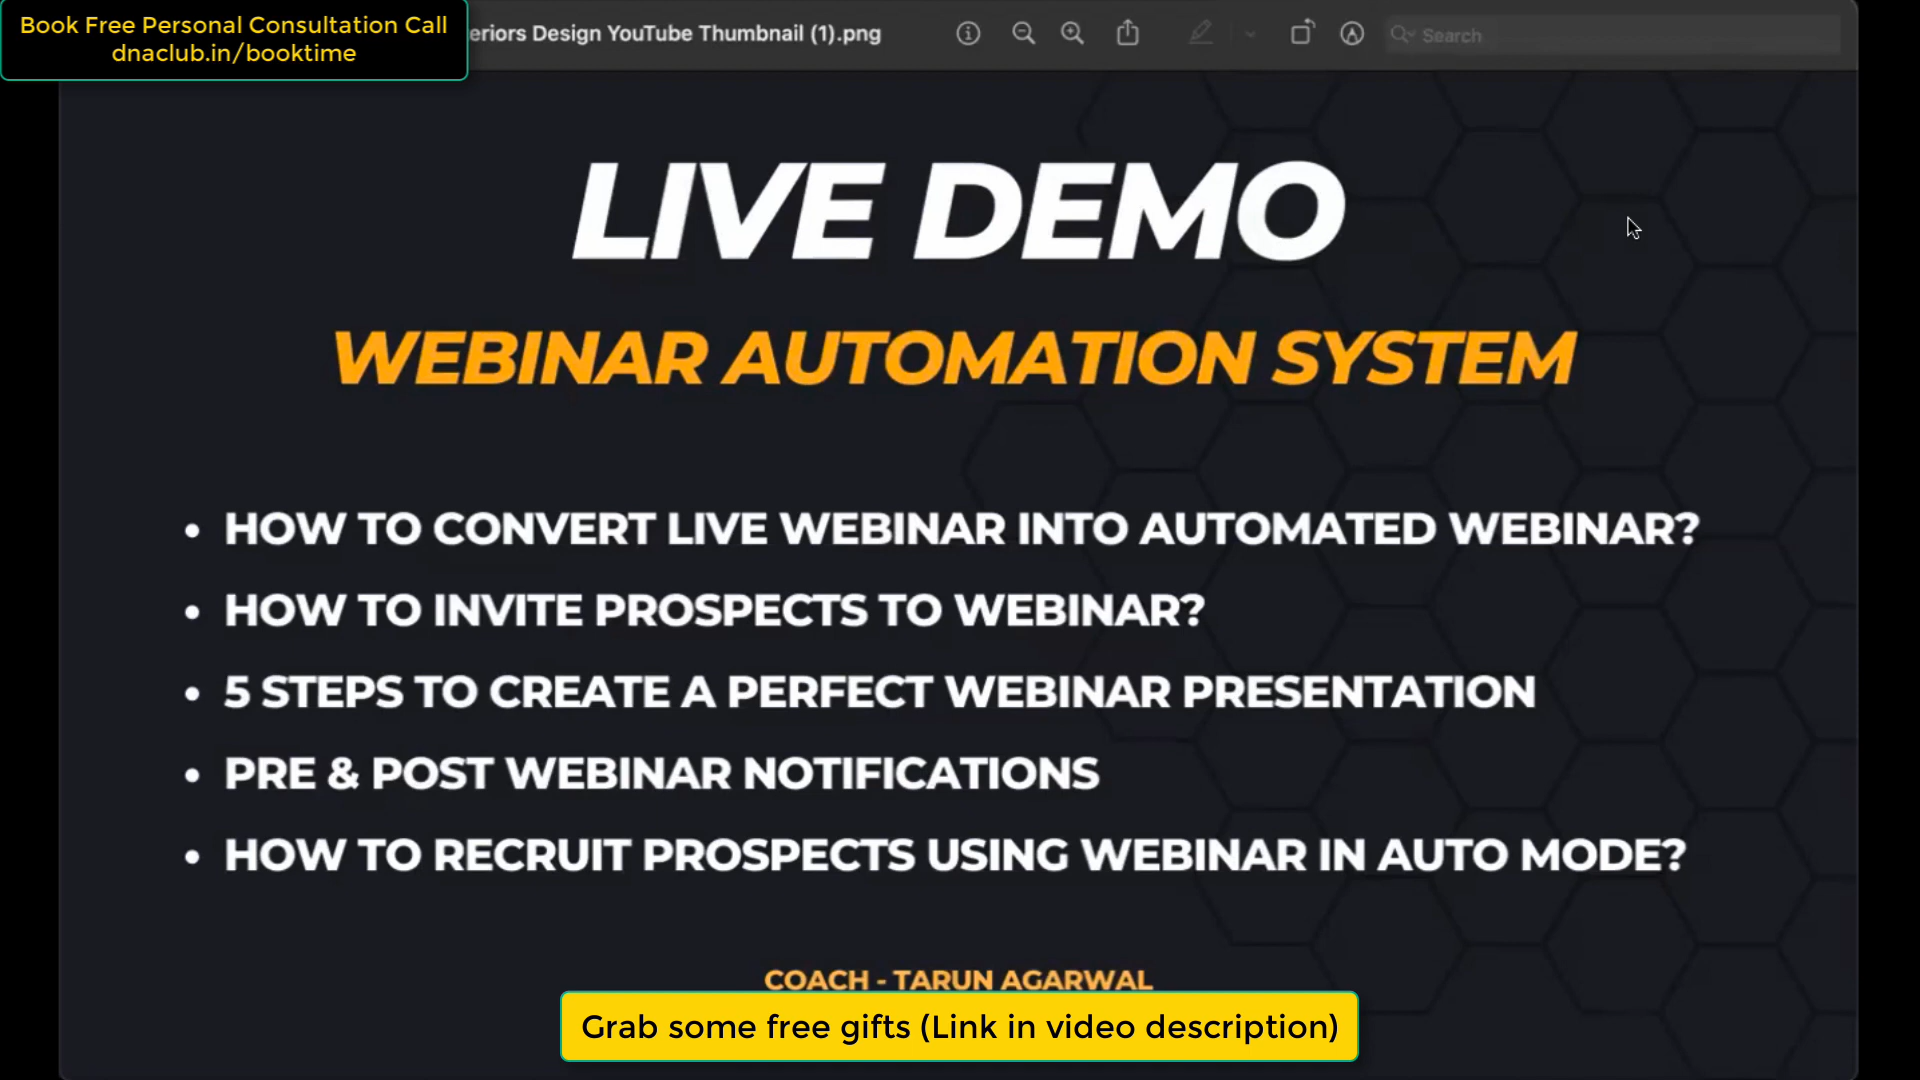 Book Free Personal Consultation Call
dnaclub.in/booktime
eriors Design YouTube Thumbnail (1).png
Search
LIVE DEMO
WEBINAR AUTOMATION SYSTEM
• HOW TO CONVERT LIVE WEBINAR INTO AUTOMATED WEBINAR?
• HOW TO INVITE PROSPECTS TO WEBINAR?
• 5 STEPS TO CREATE A PERFECT WEBINAR PRESENTATION
• PRE & POST WEBINAR NOTIFICATIONS
• HOW TO RECRUIT PROSPECTS USING WEBINAR IN AUTO MODE?
COACH - TARUN AGARWAL
Grab some free gifts (Link in video description)